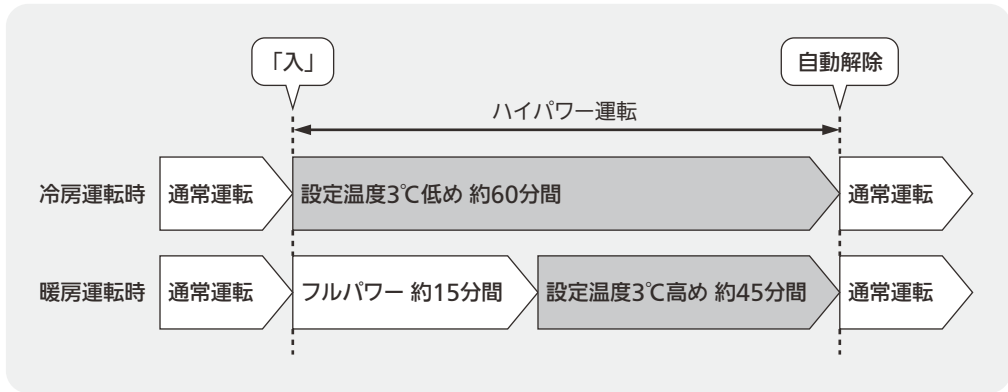 「入」
自動解除
ハイパワー運転
冷房運転時
通常運転
設定温度3℃低め 約60分間
通常運転
暖房運転時
通常運転
フルパワー 約15分間
設定温度3℃高め 約45分間
通常運転